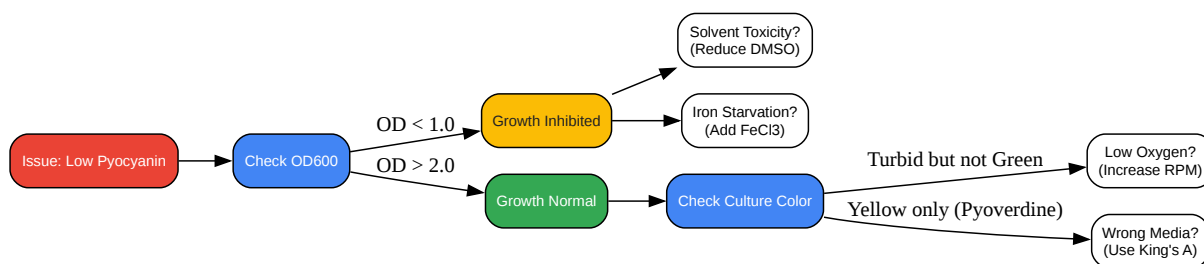 Issue: Low Pyocyanin
Check OD600
OD < 1.0
OD > 2.0
Growth Inhibited
Growth Normal
Solvent Toxicity?
(Reduce DMSO)
Iron Starvation?
(Add FeCl3)
Check Culture Color
Turbid but not Green
Yellow only (Pyoverdine)
Low Oxygen?
(Increase RPM)
Wrong Media?
(Use King's A)